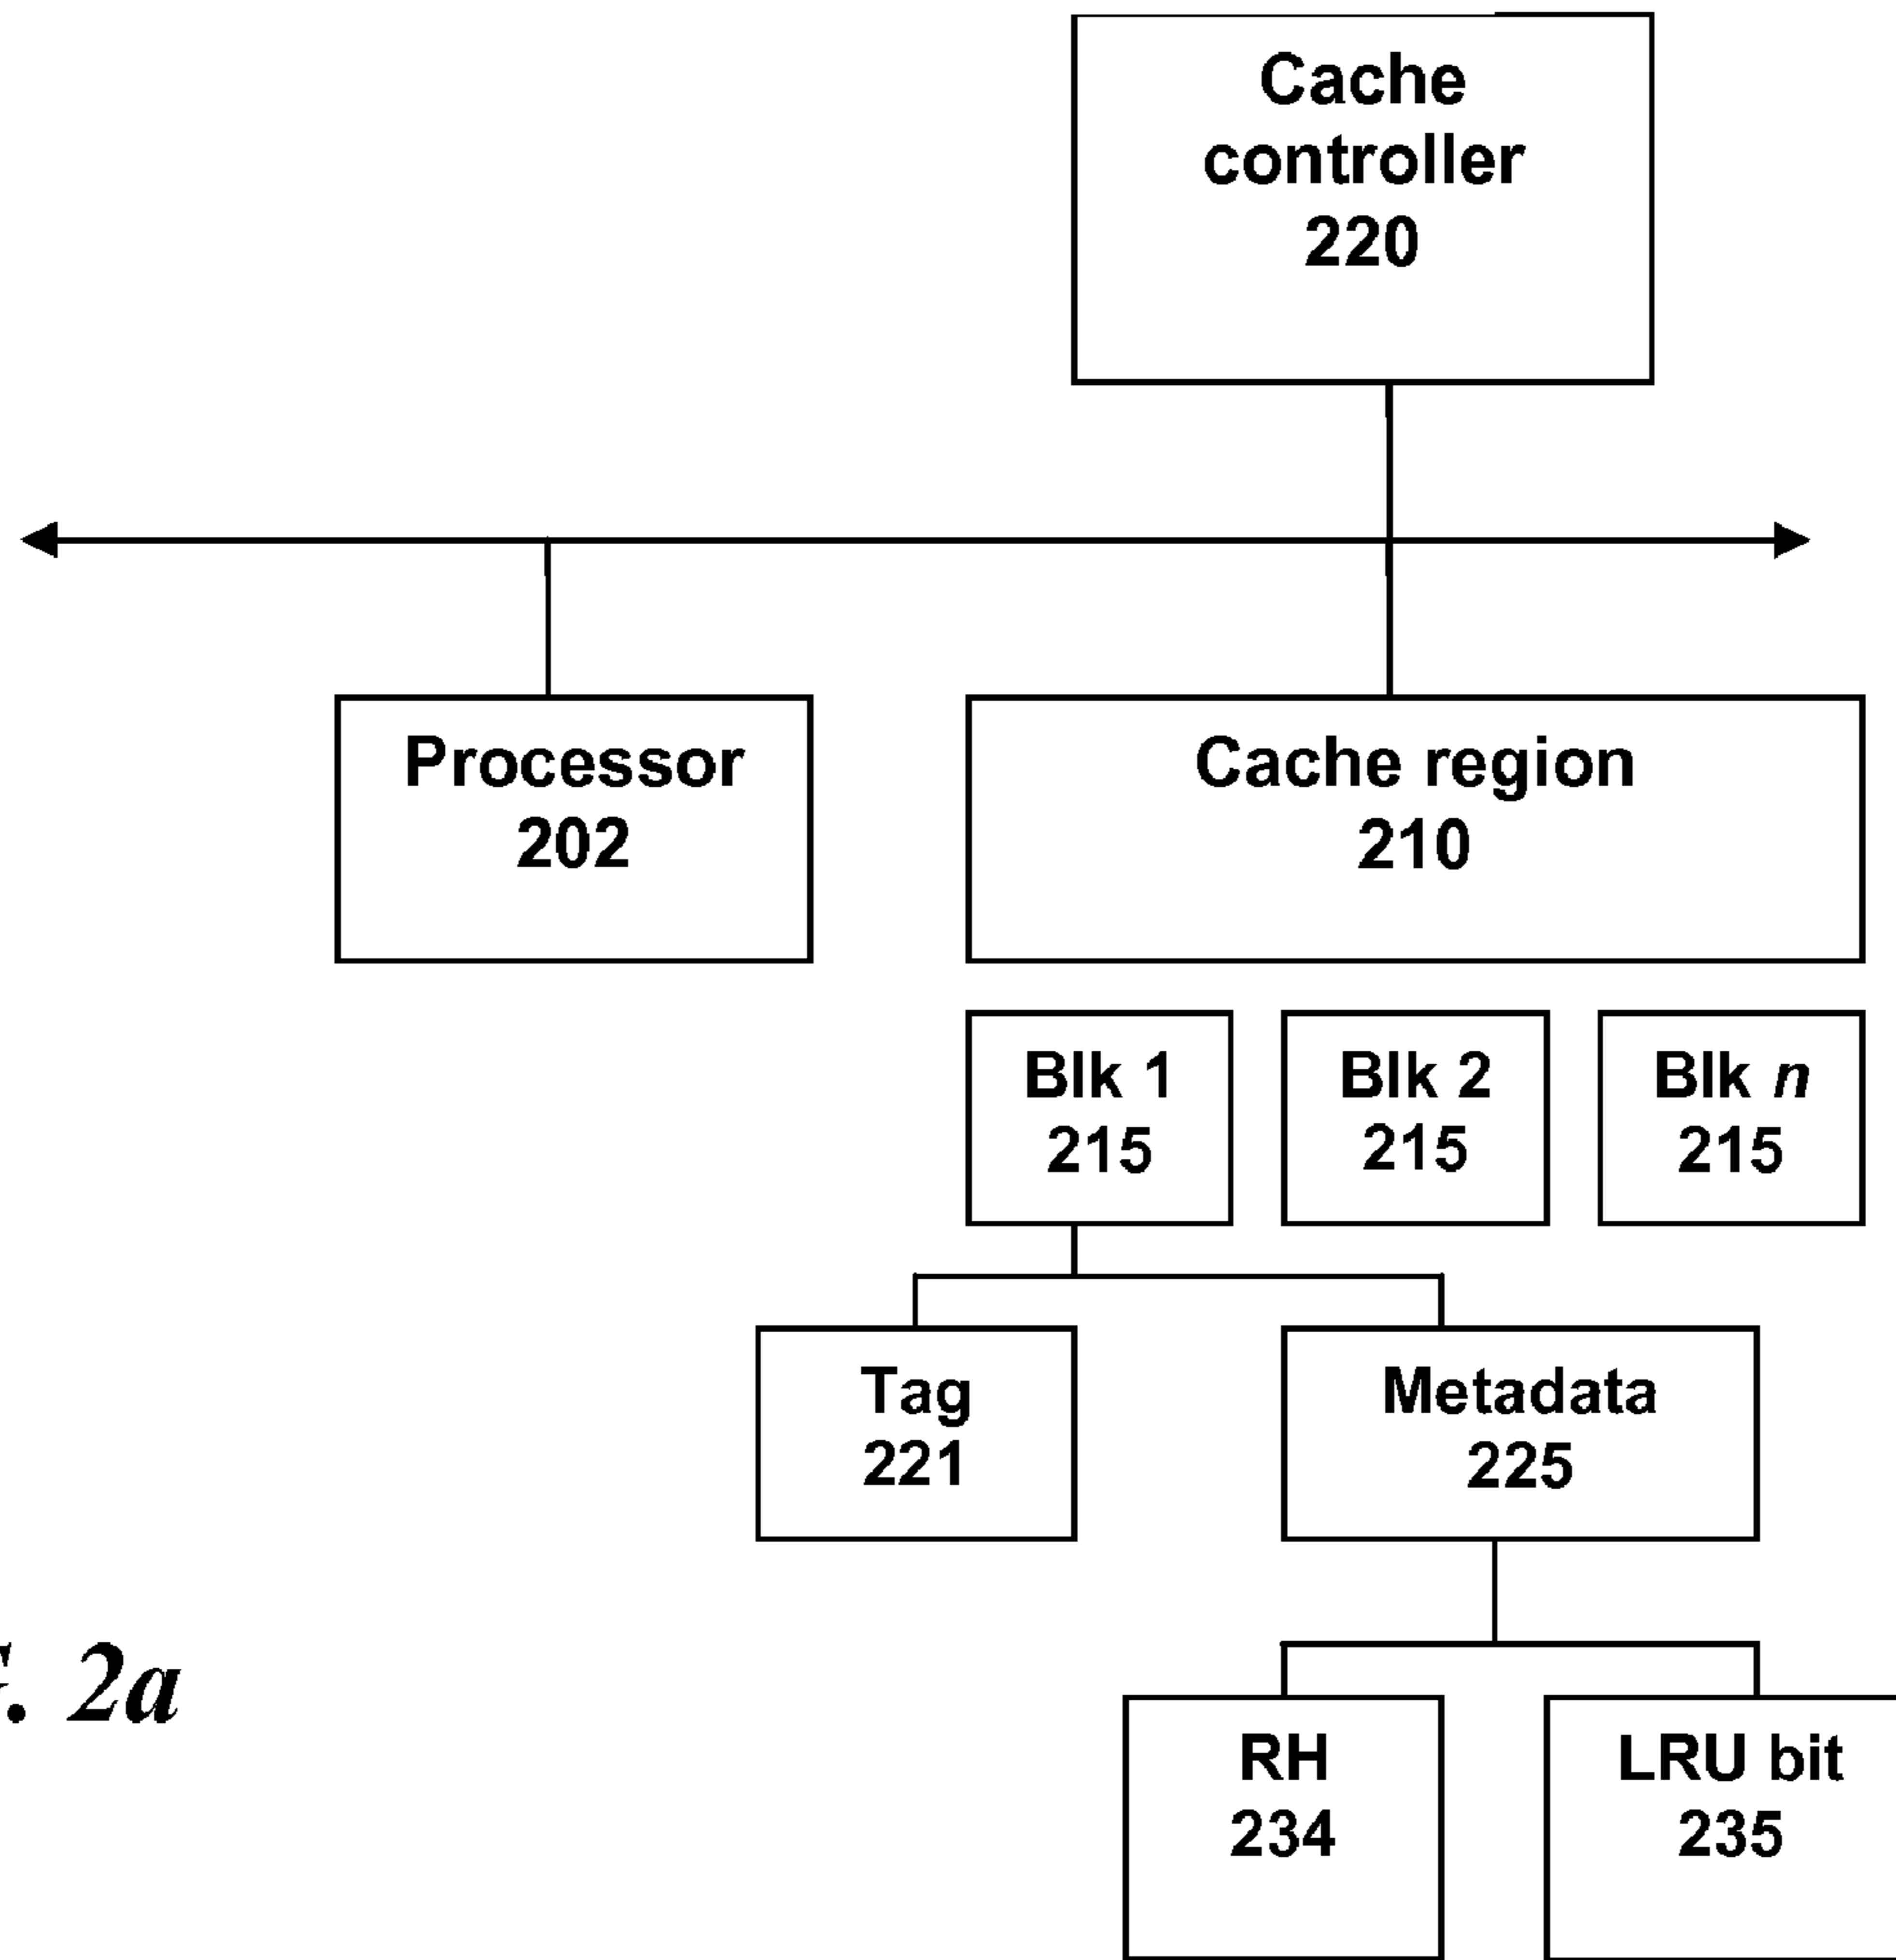 Cache
controller
220
Processor
202
Cache region
210
Blk 1
215
Blk 2
215
Blk n
215
Tag
221
Metadata
225
2a
RH
234
LRU bit
235